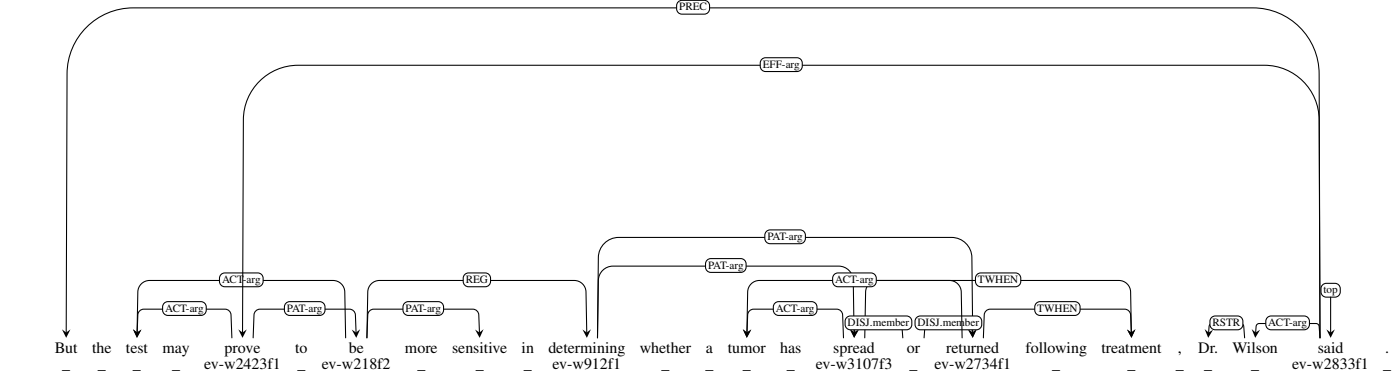 PREC
EFF-arg
PAT-arg
PAT-arg
ACT-arg REG ACT-arg TWHEN
top
ACT-arg PAT-arg PAT-arg ACT-arg TWHEN
DISJ.member DISJ.member RSTR ACT-arg
But the test may prove to be more sensitive in determining whether a tumor has spread or returned following treatment , Dr. Wilson said .
_ _ _ _ ev-w2423f1 _ ev-w218f2 _ _ _ ev-w912f1 _ _ _ _ ev-w3107f3 _ ev-w2734f1 _ _ _ _ _ ev-w2833f1 _